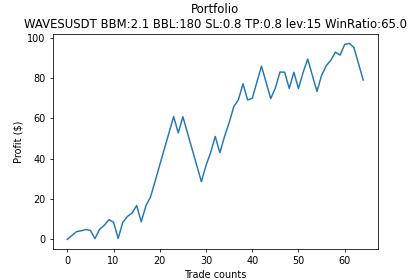 Portfolio
WAVESUSDT BBM:2.1 BBL:180 SL:0.8 TP:0.8 lev:15 WinRatio:65.0
100
80
60
40
20
0
Profit ($)
0 10 20 30 40 50 60
Trade counts